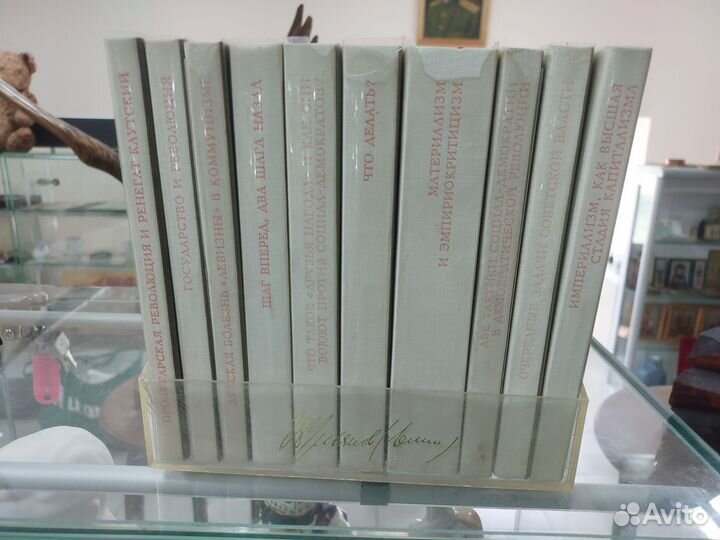 ПРОЛЕТАРСКАЯ РЕВОЛЮЦИЯ И РЕНЕГАТ КАУТСКИЙ
ГОСУДАРСТВО И РЕВОЛЮЦИЯ
ДЕТСКАЯ БОЛЕЗНЬ «ЛЕВИЗНЫ» В КОММУНИЗМЕ
ШАГ ВПЕРЕД, ДВА ШАГА НАЗАД
ЧТО ТАКОЕ «ДРУЗЬЯ НАРОДА» И КАК ОНИ
ВОЮЮТ ПРОТИВ СОЦИАЛ-ДЕМОКРАТОВ?
ЧТО ДЕЛАТЬ?
МАТЕРИАЛИЗМ
И ЭМПИРИОКРИТИЦИЗМ
ДВЕ ТАКТИКИ СОЦИАЛ-ДЕМОКРАТИИ
В ДЕМОКРАТИЧЕСКОЙ РЕВОЛЮЦИИ
ОЧЕРЕДНЫЕ ЗАДАЧИ СОВЕТСКОЙ ВЛАСТИ
ИМПЕРИАЛИЗМ, КАК ВЫСШАЯ
СТАДИЯ КАПИТАЛИЗМА
В. Ульянов (Ленин)
Avito